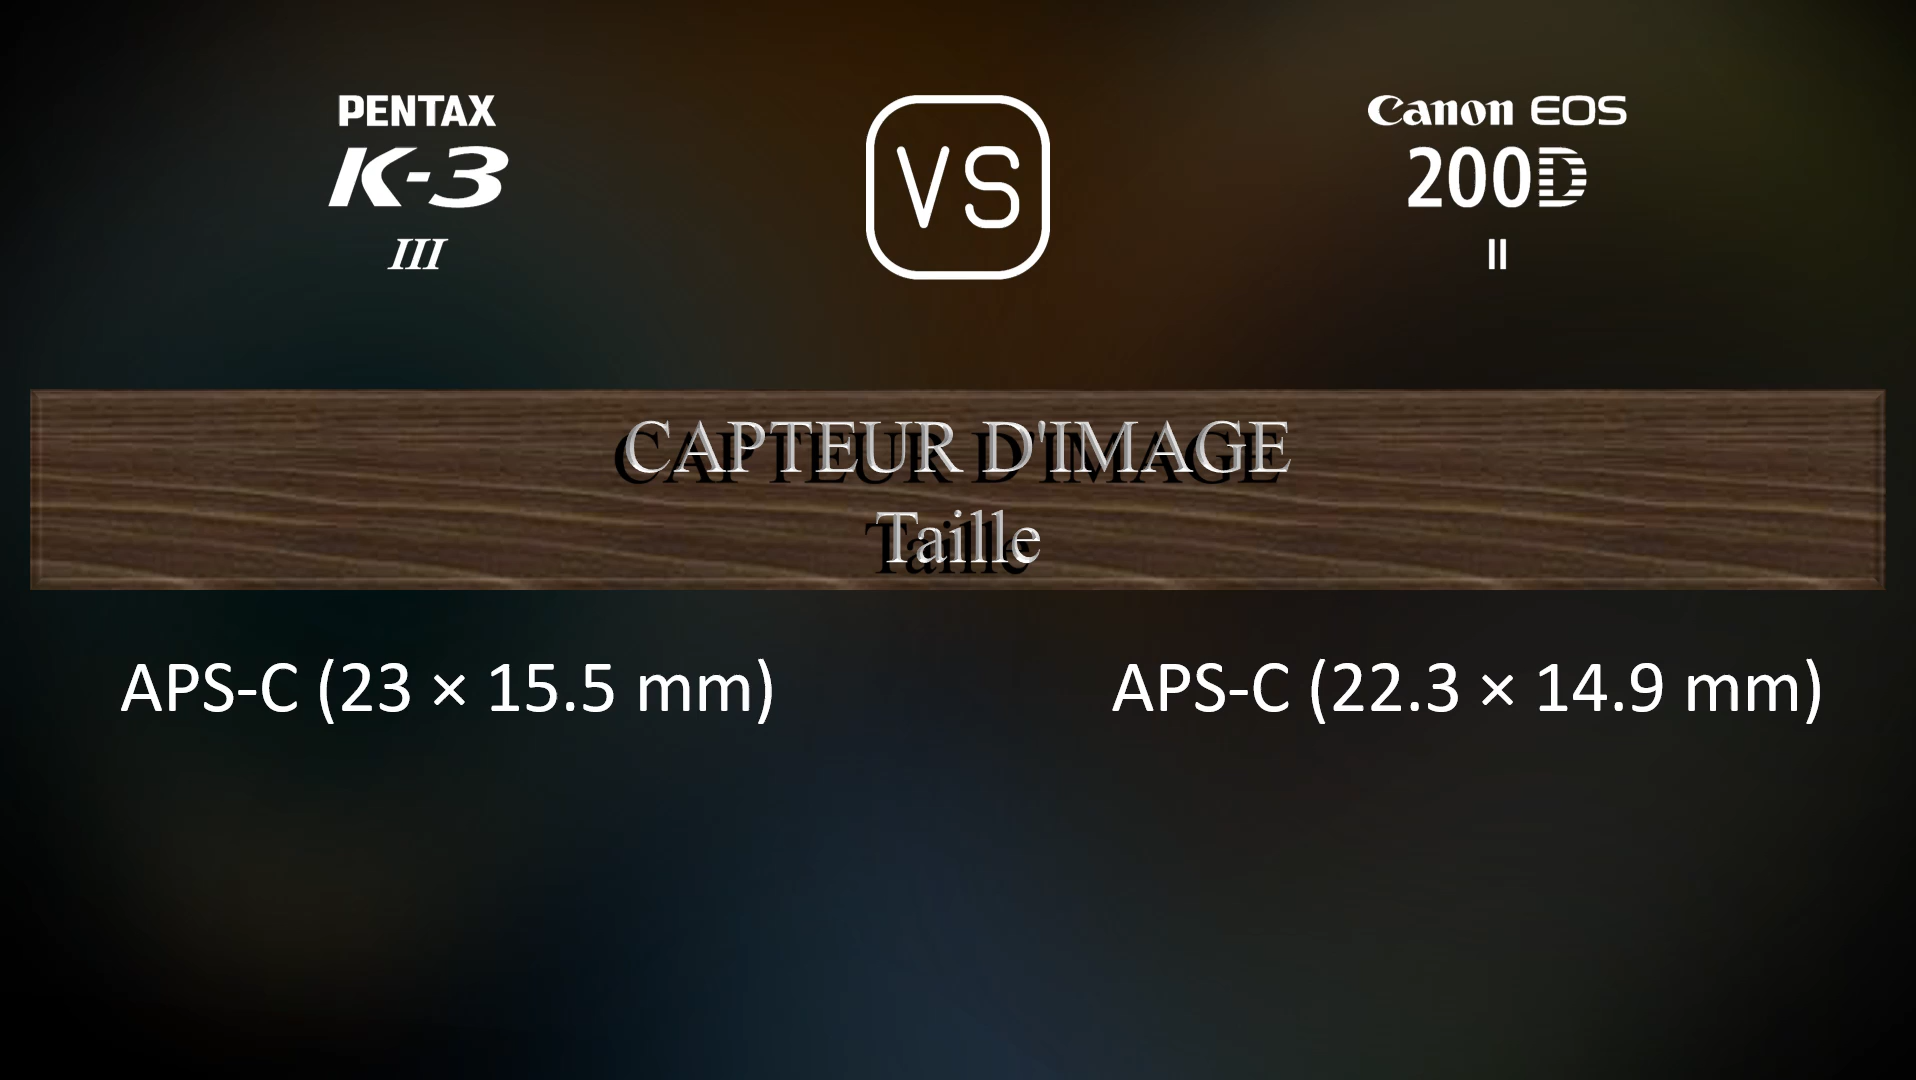 PENTAX
K-3
III
VS
Canon EOS
200D
II
CAPTEUR D'IMAGE
Taille
APS-C (23 × 15.5 mm)
APS-C (22.3 × 14.9 mm)